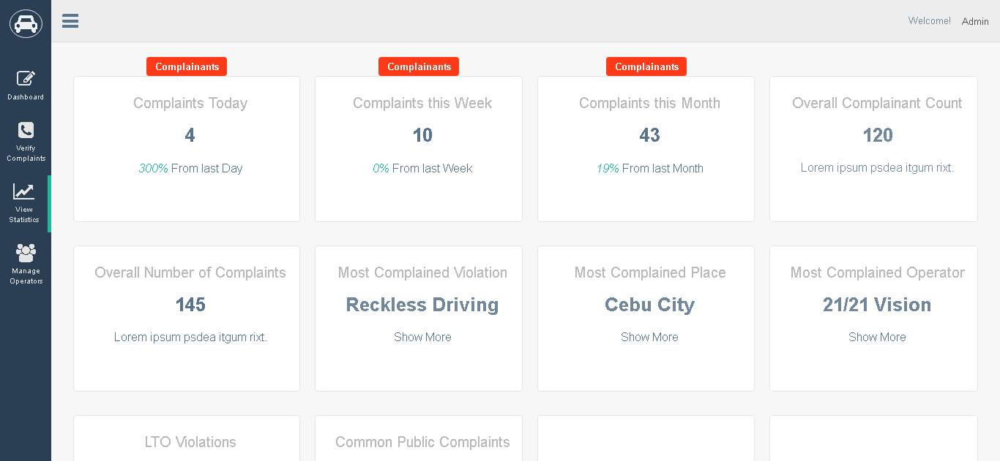 Welcome! Admin
Dashboard
Verify
Complaints
View
Statistics
Manage
Operators
Complainants
Complaints Today
4
300% From last Day
Complainants
Complaints this Week
10
0% From last Week
Complainants
Complaints this Month
43
19% From last Month
Overall Complainant Count
120
Lorem ipsum psdea itgum rixt.
Overall Number of Complaints
145
Lorem ipsum psdea itgum rixt.
Most Complained Violation
Reckless Driving
Show More
Most Complained Place
Cebu City
Show More
Most Complained Operator
21/21 Vision
Show More
LTO Violations
Common Public Complaints